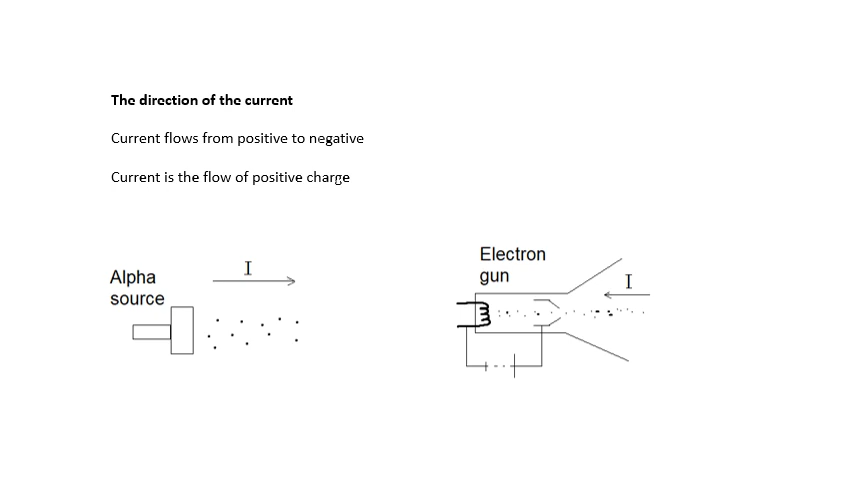 The direction of the current
Current flows from positive to negative
Current is the flow of positive charge
Alpha
source
I
Electron
gun
I